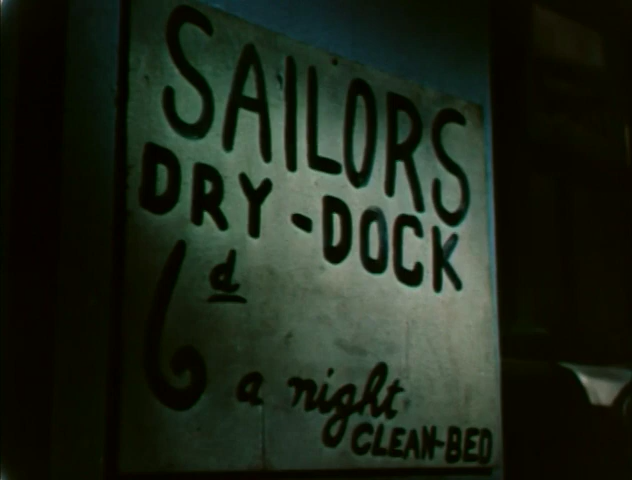 SAILORS
DRY-DOCK
6d
a night
CLEAN-BED